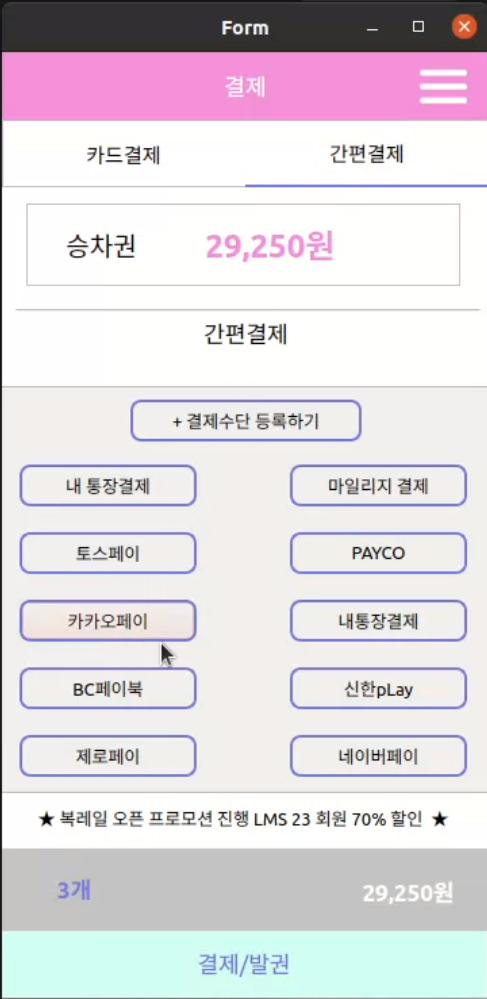 Form
결제
카드결제
간편결제
승차권 29,250원
간편결제
+ 결제수단 등록하기
내 통장결제
마일리지 결제
토스페이
PAYCO
카카오페이
내통장결제
BC페이북
신한pLay
제로페이
네이버페이
★ 복레일 오픈 프로모션 진행 LMS 23 회원 70% 할인 ★
3개 29,250원
결제/발권